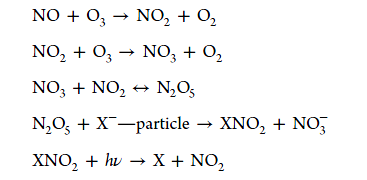 NO + O₃ → NO₂ + O₂
NO₂ + O₃ → NO₃ + O₂
NO₃ + NO₂ ↔ N₂O₅
N₂O₅ + X⁻—particle → XNO₂ + NO₃⁻
XNO₂ + hν → X + NO₂